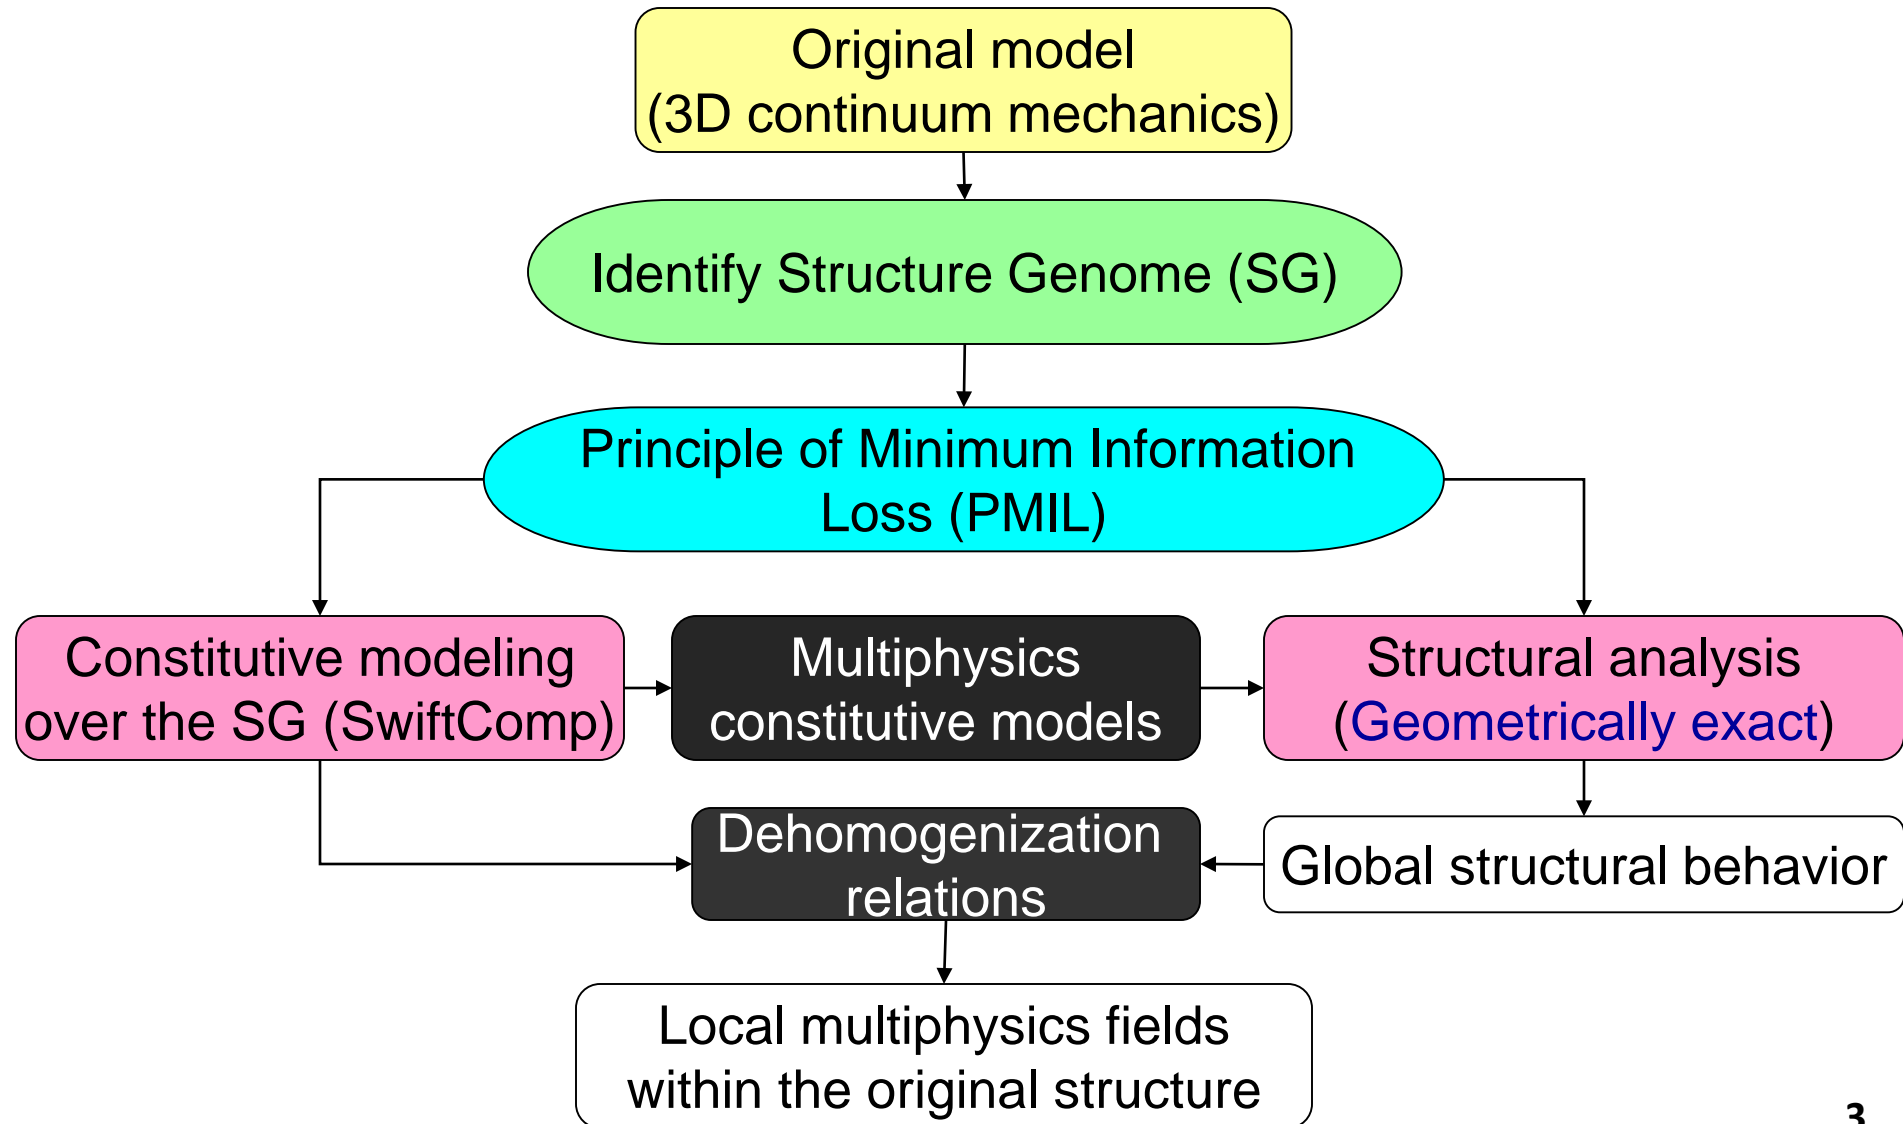 Original model
(3D continuum mechanics)
Identify Structure Genome (SG)
Principle of Minimum Information
Loss (PMIL)
Constitutive modeling
over the SG (SwiftComp)
Multiphysics
constitutive models
Structural analysis
(Geometrically exact)
Dehomogenization
relations
Global structural behavior
Local multiphysics fields
within the original structure
3